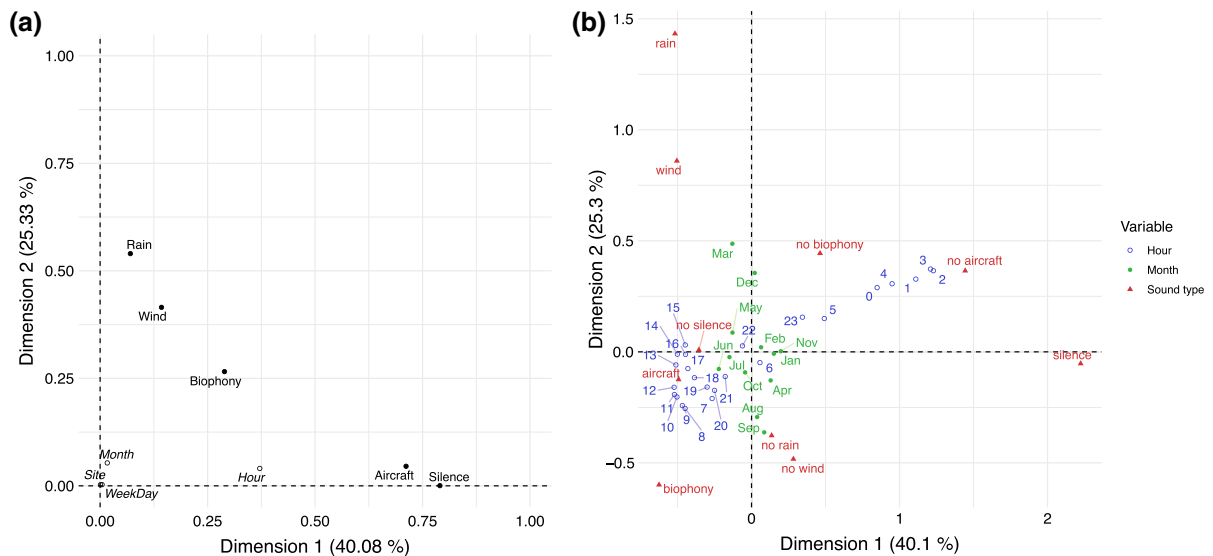 (a)
1.00
0.75
0.50
0.25
0.00
Dimension 2 (25.33 %)
Rain
Wind
Biophony
Month
Site
WeekDay
Hour
Aircraft
Silence
0.00 0.25 0.50 0.75 1.00
Dimension 1 (40.08 %)
(b)
1.5
1.0
0.5
0.0
−0.5
Dimension 2 (25.3 %)
rain
wind
Mar
no biophony
Dec
3
no aircraft
4
2
1
0
15
May
5
14
no silence
22
23
16
Jun
Feb
Nov
13
17
Jul
Jan
silence
aircraft
18
6
12
19
21
Oct
Apr
11
7
Aug
10
9
8
20
Sep
no rain
no wind
biophony
0 1 2
Dimension 1 (40.1 %)
Variable
Hour
Month
Sound type